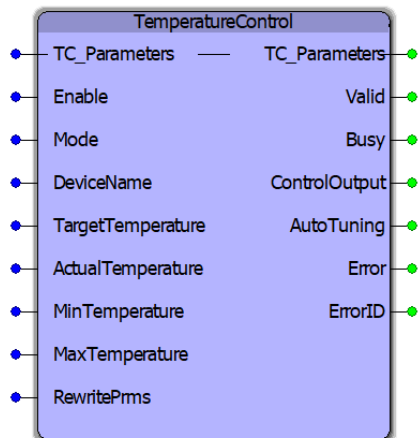 TemperatureControl
TC_Parameters TC_Parameters
Enable Valid
Mode Busy
DeviceName ControlOutput
TargetTemperature AutoTuning
ActualTemperature Error
MinTemperature ErrorID
MaxTemperature
RewritePrms